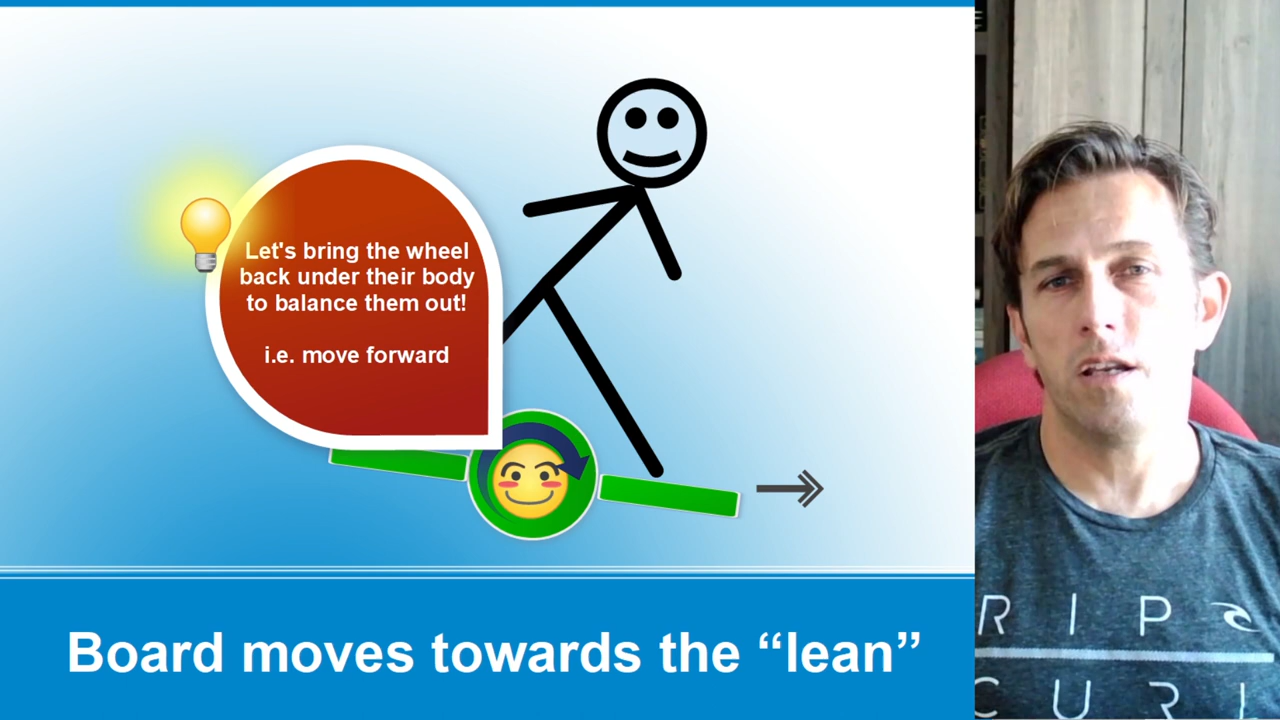 Let's bring the wheel
back under their body
to balance them out!
i.e. move forward
Board moves towards the “lean”
RIP
CURL